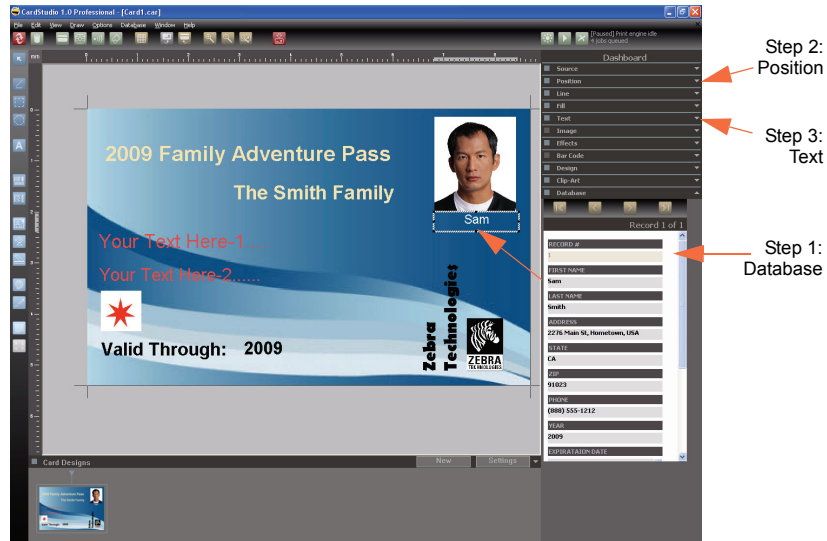 CardStudio 1.0 Professional - [Card1.car]
File Edit View Draw Options Database Window Help
[Paused] Print engine idle
4 jobs queued
mm
Dashboard
Source
Position
Line
Fill
Text
Image
Effects
Bar Code
Design
Clip-Art
Database
Record 1 of 1
RECORD #
1
FIRST NAME
Sam
LAST NAME
Smith
ADDRESS
2276 Main St, Hometown, USA
STATE
CA
ZIP
91023
PHONE
(888) 555-1212
YEAR
2009
EXPIRATAION DATE
2009 Family Adventure Pass
The Smith Family
Sam
Your Text Here-1....
Your Text Here-2......
Valid Through: 2009
Zebra
Technologies
ZEBRA
TECHNOLOGIES
Card Designs
New
Settings
Step 2:
Position
Step 3:
Text
Step 1:
Database